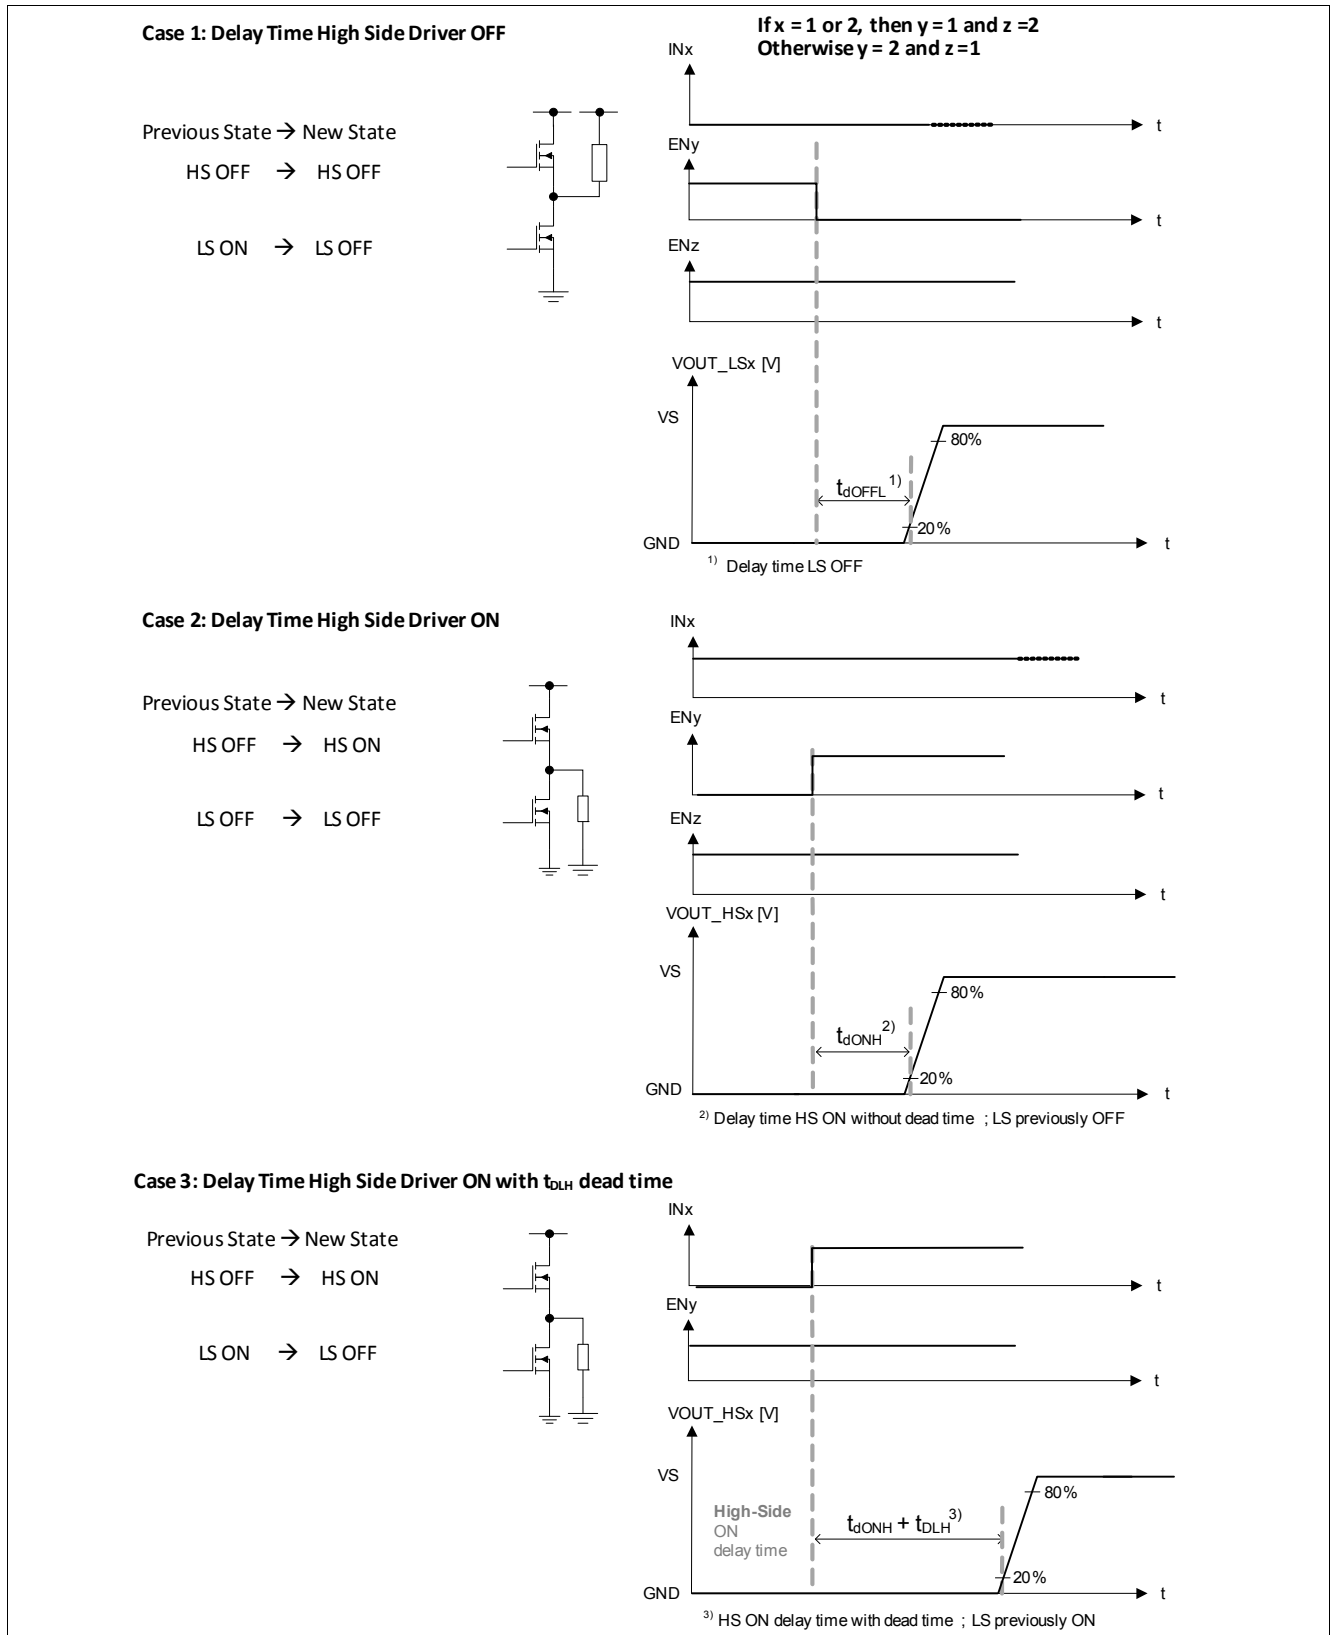 Case 1: Delay Time High Side Driver OFF
If x = 1 or 2, then y = 1 and z =2
Otherwise y = 2 and z =1
INx
t
Previous State → New State
HS OFF → HS OFF
LS ON → LS OFF
ENy
t
ENz
t
VOUT_LSx [V]
VS
80%
tdOFFL 1)
20%
GND
t
1) Delay time LS OFF
Case 2: Delay Time High Side Driver ON
INx
t
Previous State → New State
HS OFF → HS ON
LS OFF → LS OFF
ENy
t
ENz
t
VOUT_HSx [V]
VS
80%
tdONH 2)
20%
GND
t
2) Delay time HS ON without dead time ; LS previously OFF
Case 3: Delay Time High Side Driver ON with tDLH dead time
INx
t
Previous State → New State
HS OFF → HS ON
LS ON → LS OFF
ENy
t
VOUT_HSx [V]
VS
80%
High-Side
ON
delay time
tdONH + tDLH 3)
20%
GND
t
3) HS ON delay time with dead time ; LS previously ON